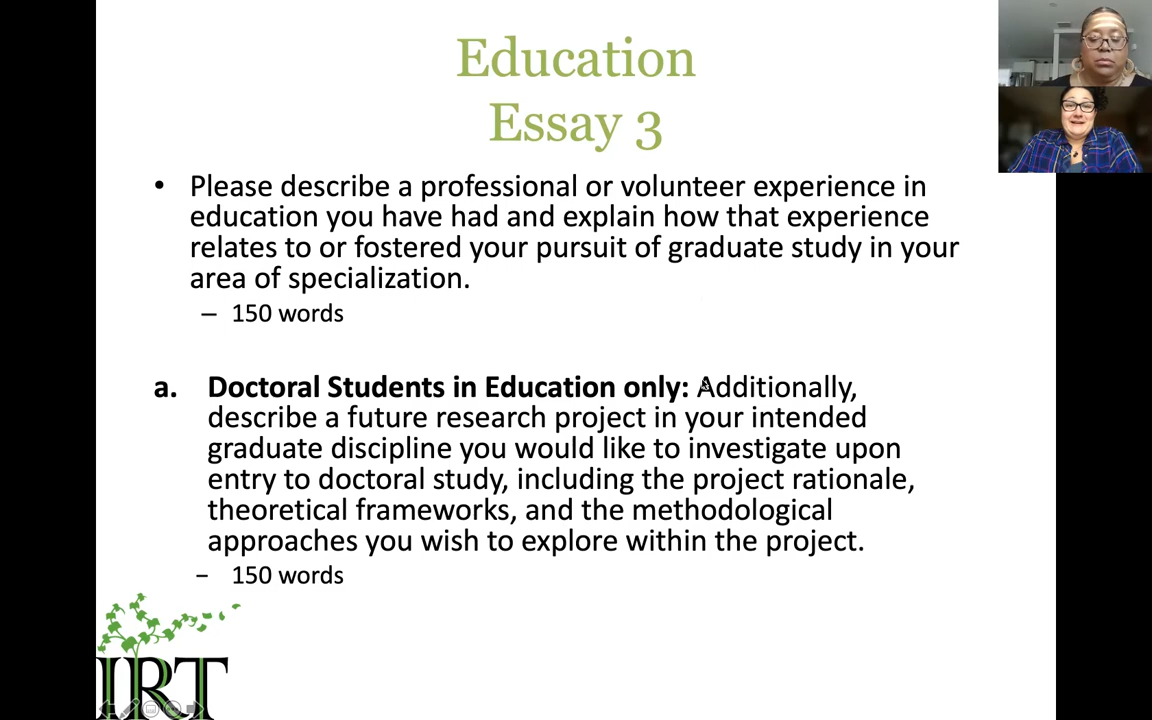 Education
Essay 3
• Please describe a professional or volunteer experience in
education you have had and explain how that experience
relates to or fostered your pursuit of graduate study in your
area of specialization.
– 150 words
a. Doctoral Students in Education only: Additionally,
describe a future research project in your intended
graduate discipline you would like to investigate upon
entry to doctoral study, including the project rationale,
theoretical frameworks, and the methodological
approaches you wish to explore within the project.
– 150 words
IRT